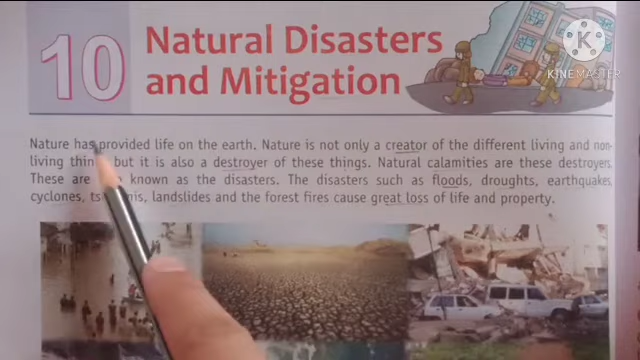 10
Natural Disasters
and Mitigation
K
KINEMASTER
Nature has provided life on the earth. Nature is not only a creator of the different living and non-
living things but it is also a destroyer of these things. Natural calamities are these destroyers.
These are known as the disasters. The disasters such as floods, droughts, earthquakes,
cyclones, landslides and the forest fires cause great loss of life and property.